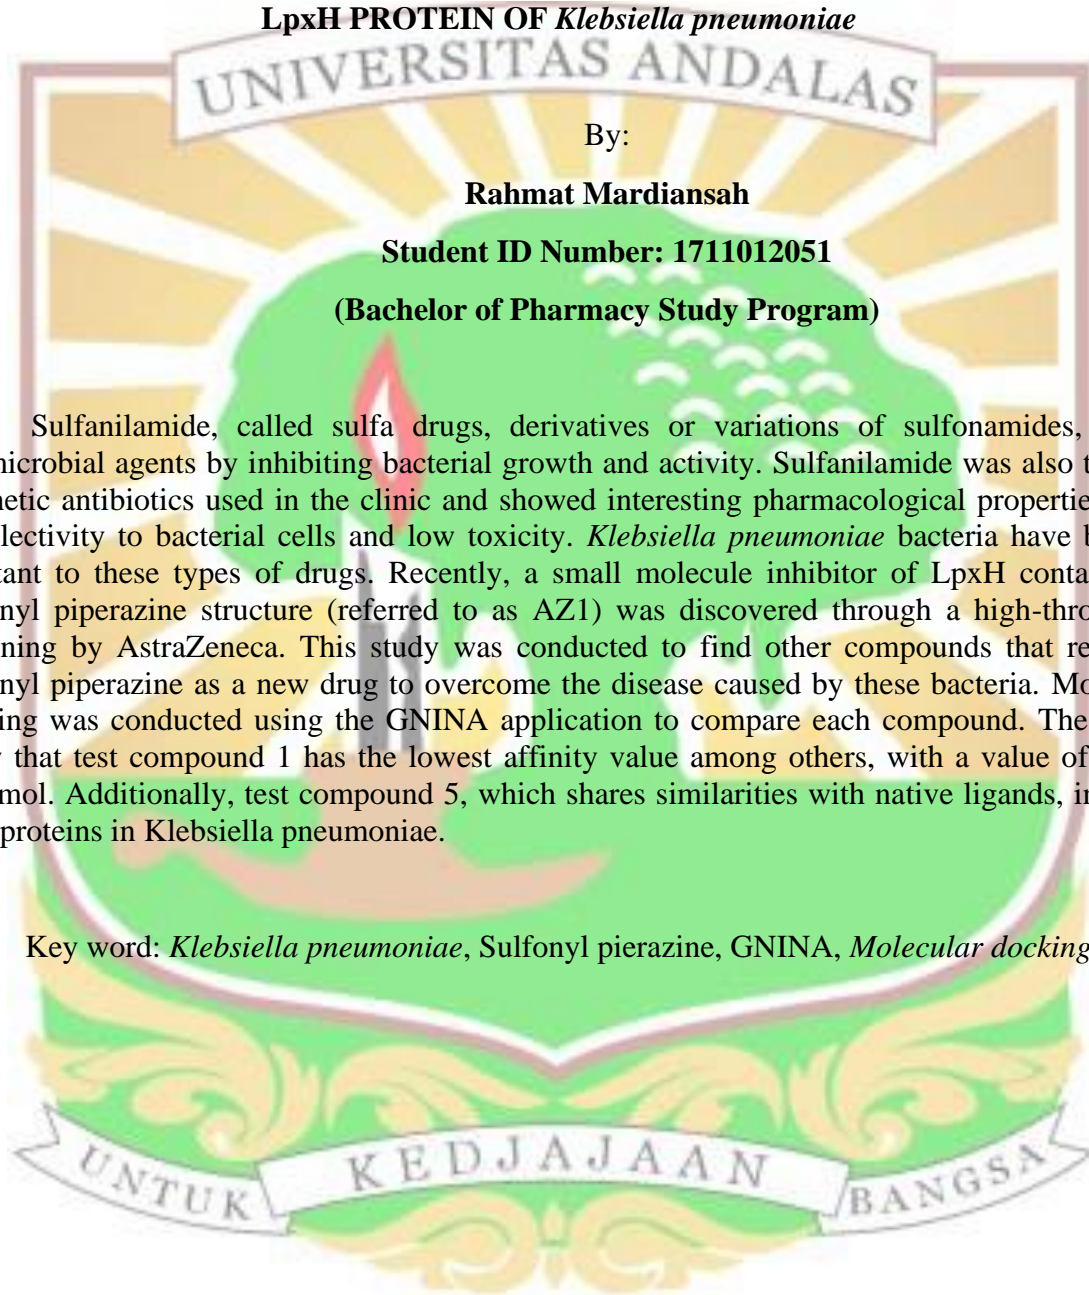 LpxH PROTEIN OF Klebsiella pneumoniae
UNIVERSITAS ANDALAS
By:
Rahmat Mardiansah
Student ID Number: 1711012051
(Bachelor of Pharmacy Study Program)
Sulfanilamide, called sulfa drugs, derivatives or variations of sulfonamides,
microbial agents by inhibiting bacterial growth and activity. Sulfanilamide was also t
netic antibiotics used in the clinic and showed interesting pharmacological propertie
lectivity to bacterial cells and low toxicity. Klebsiella pneumoniae bacteria have b
tant to these types of drugs. Recently, a small molecule inhibitor of LpxH conta
nyl piperazine structure (referred to as AZ1) was discovered through a high-thro
ning by AstraZeneca. This study was conducted to find other compounds that re
nyl piperazine as a new drug to overcome the disease caused by these bacteria. Mo
ing was conducted using the GNINA application to compare each compound. The
that test compound 1 has the lowest affinity value among others, with a value of
mol. Additionally, test compound 5, which shares similarities with native ligands, in
proteins in Klebsiella pneumoniae.
Key word: Klebsiella pneumoniae, Sulfonyl pierazine, GNINA, Molecular docking
UNTUK KEDJAJAAN BANGSA